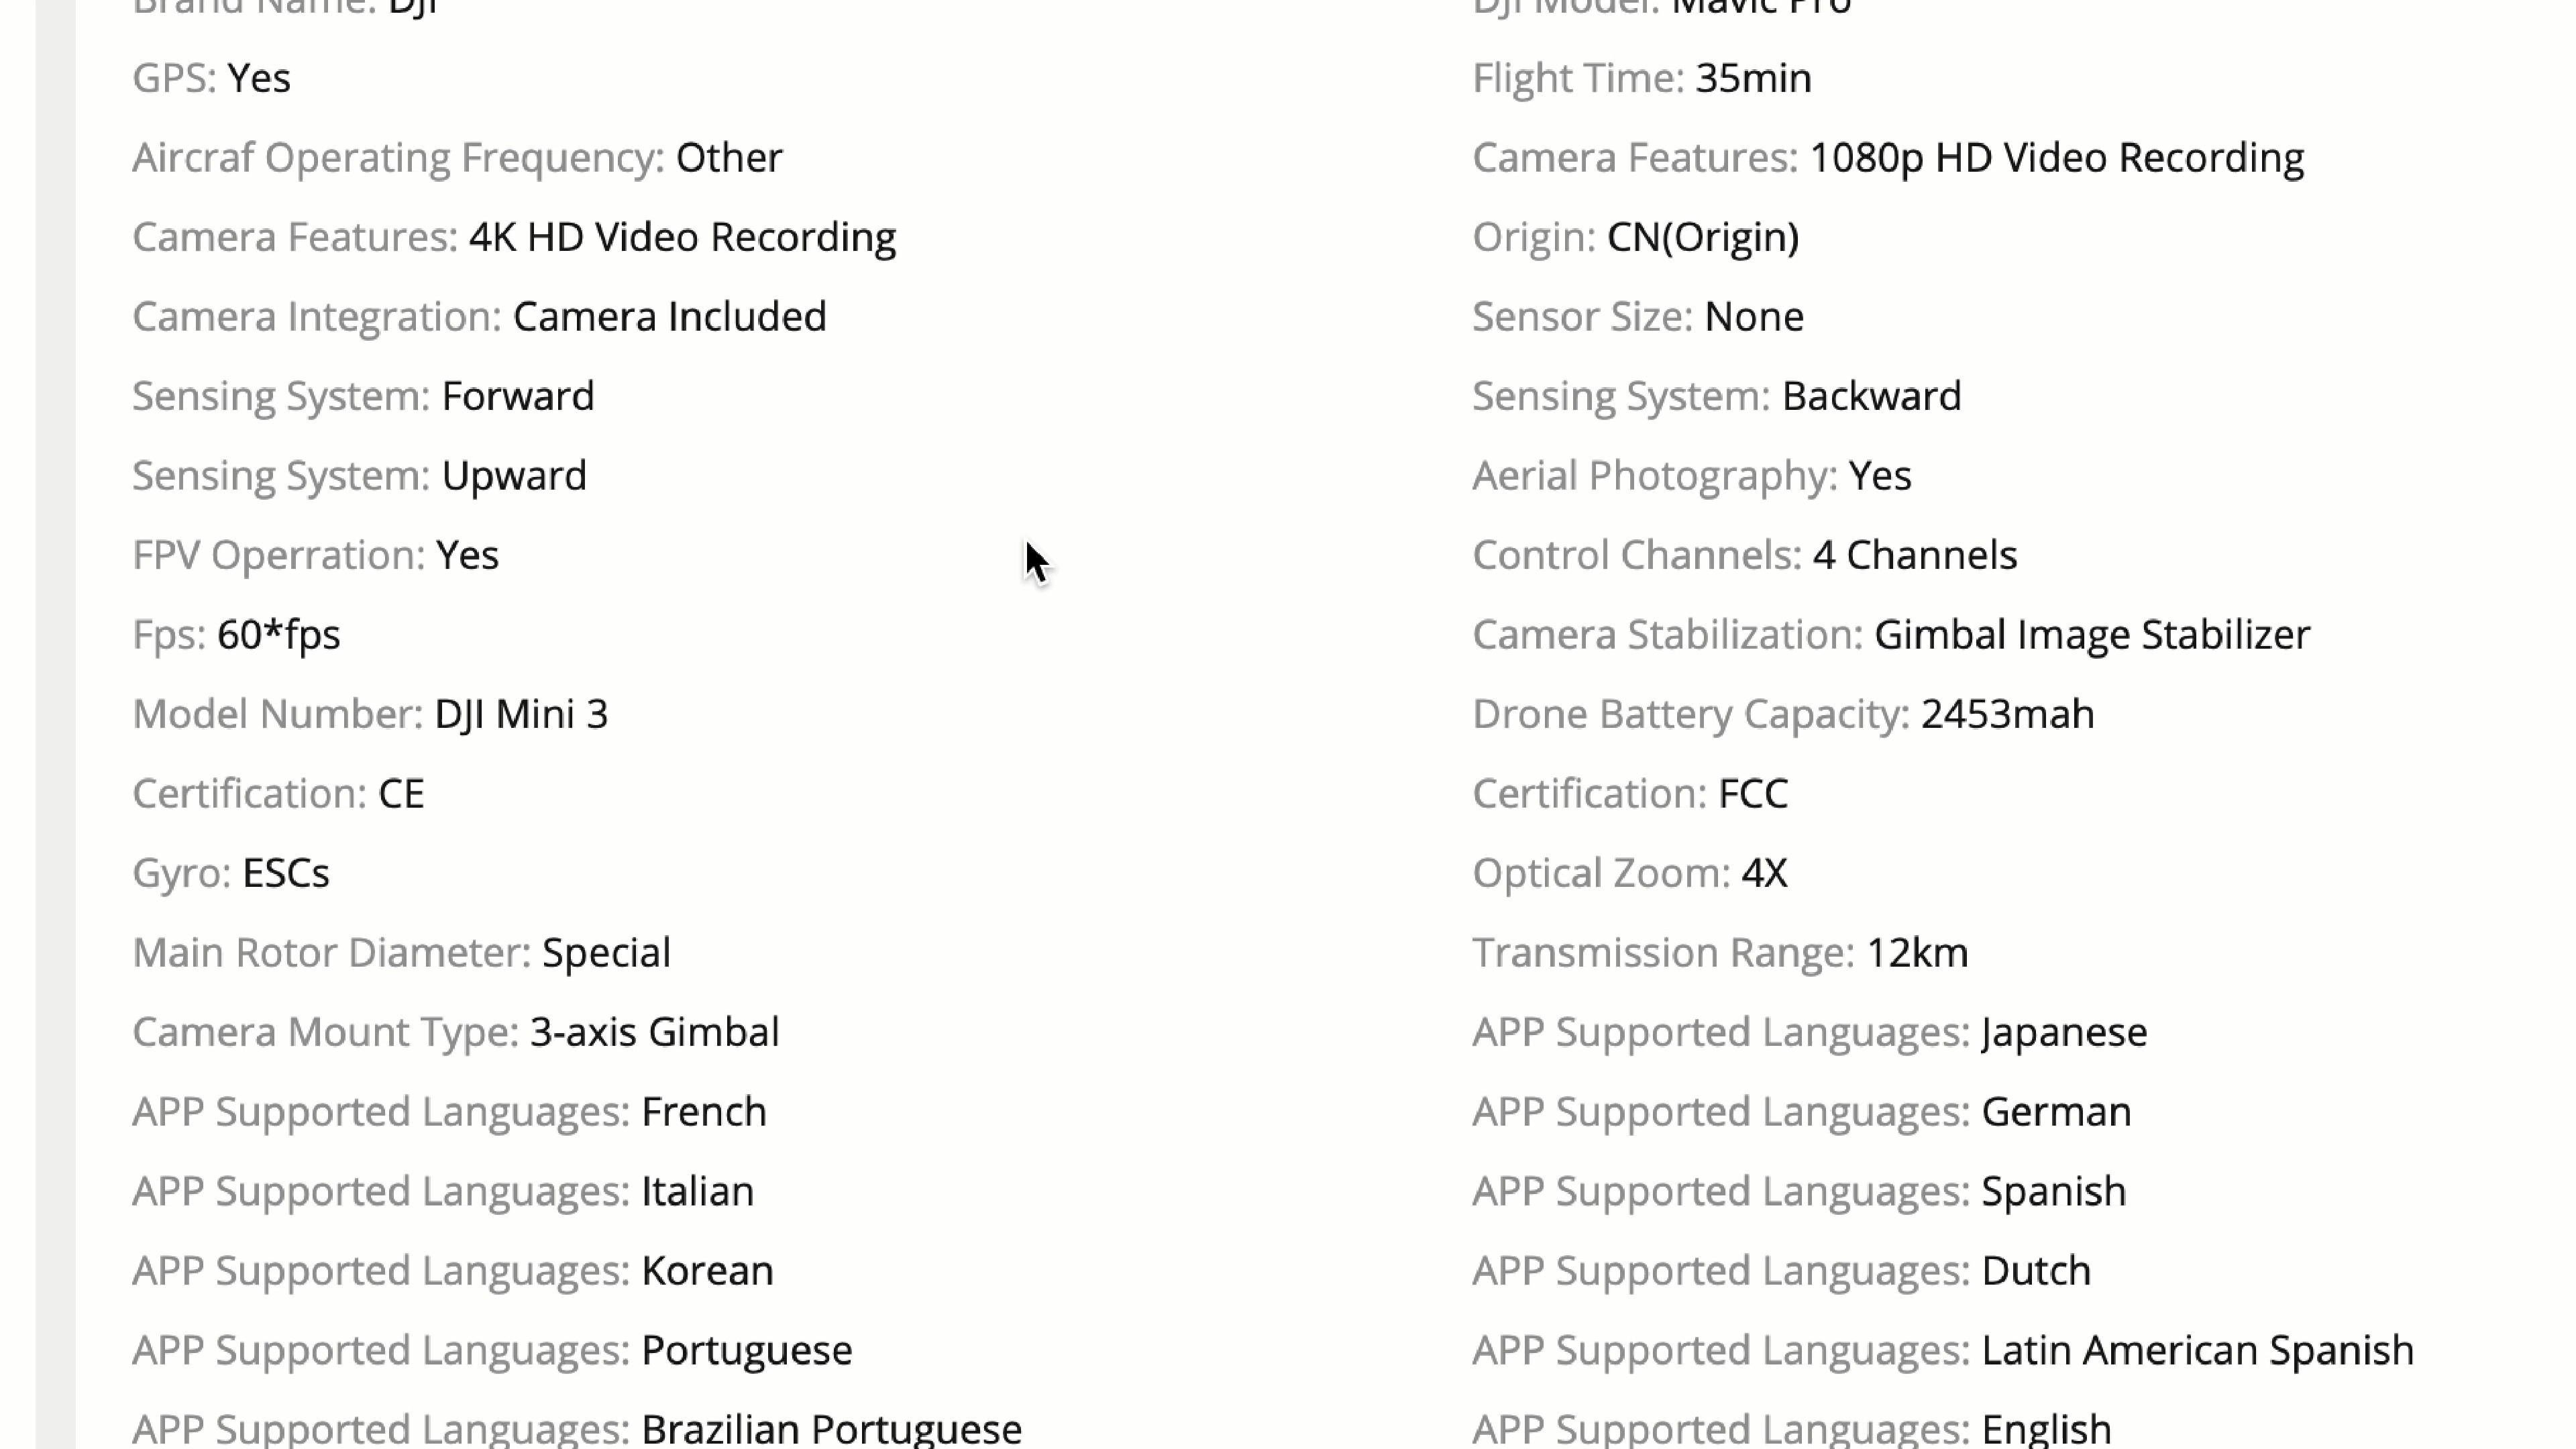 Brand Name: DJI
DJI Model: Mavic Pro
GPS: Yes
Flight Time: 35min
Aircraf Operating Frequency: Other
Camera Features: 1080p HD Video Recording
Camera Features: 4K HD Video Recording
Origin: CN(Origin)
Camera Integration: Camera Included
Sensor Size: None
Sensing System: Forward
Sensing System: Backward
Sensing System: Upward
Aerial Photography: Yes
FPV Operration: Yes
Control Channels: 4 Channels
Fps: 60*fps
Camera Stabilization: Gimbal Image Stabilizer
Model Number: DJI Mini 3
Drone Battery Capacity: 2453mah
Certification: CE
Certification: FCC
Gyro: ESCs
Optical Zoom: 4X
Main Rotor Diameter: Special
Transmission Range: 12km
Camera Mount Type: 3-axis Gimbal
APP Supported Languages: Japanese
APP Supported Languages: French
APP Supported Languages: German
APP Supported Languages: Italian
APP Supported Languages: Spanish
APP Supported Languages: Korean
APP Supported Languages: Dutch
APP Supported Languages: Portuguese
APP Supported Languages: Latin American Spanish
APP Supported Languages: Brazilian Portuguese
APP Supported Languages: English